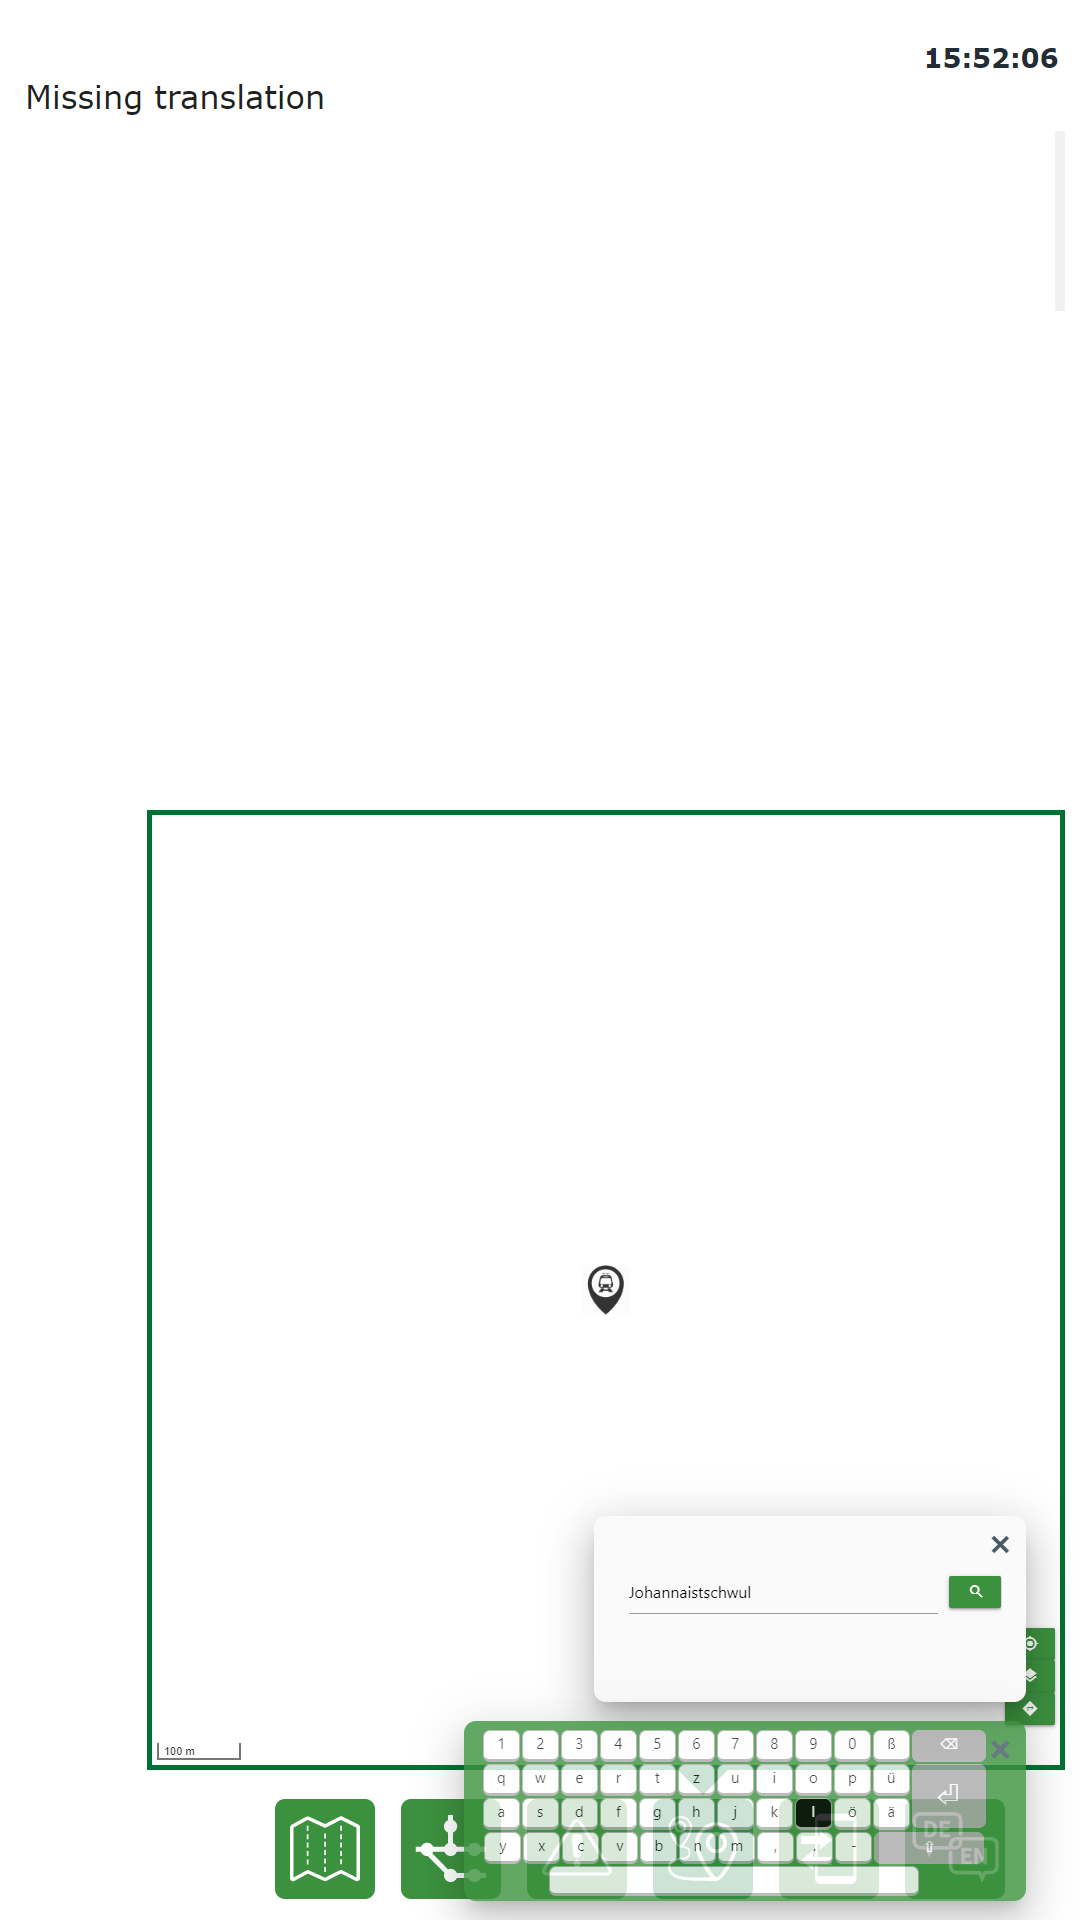 15:52:06
Missing translation
Johannaistschwul
100 m
1 2 3 4 5 6 7 8 9 0 ß ⌫
q w e r t z u i o p ü
a s d f g h j k l ö ä
y x c v b n m , . - ⇧
DE
EN